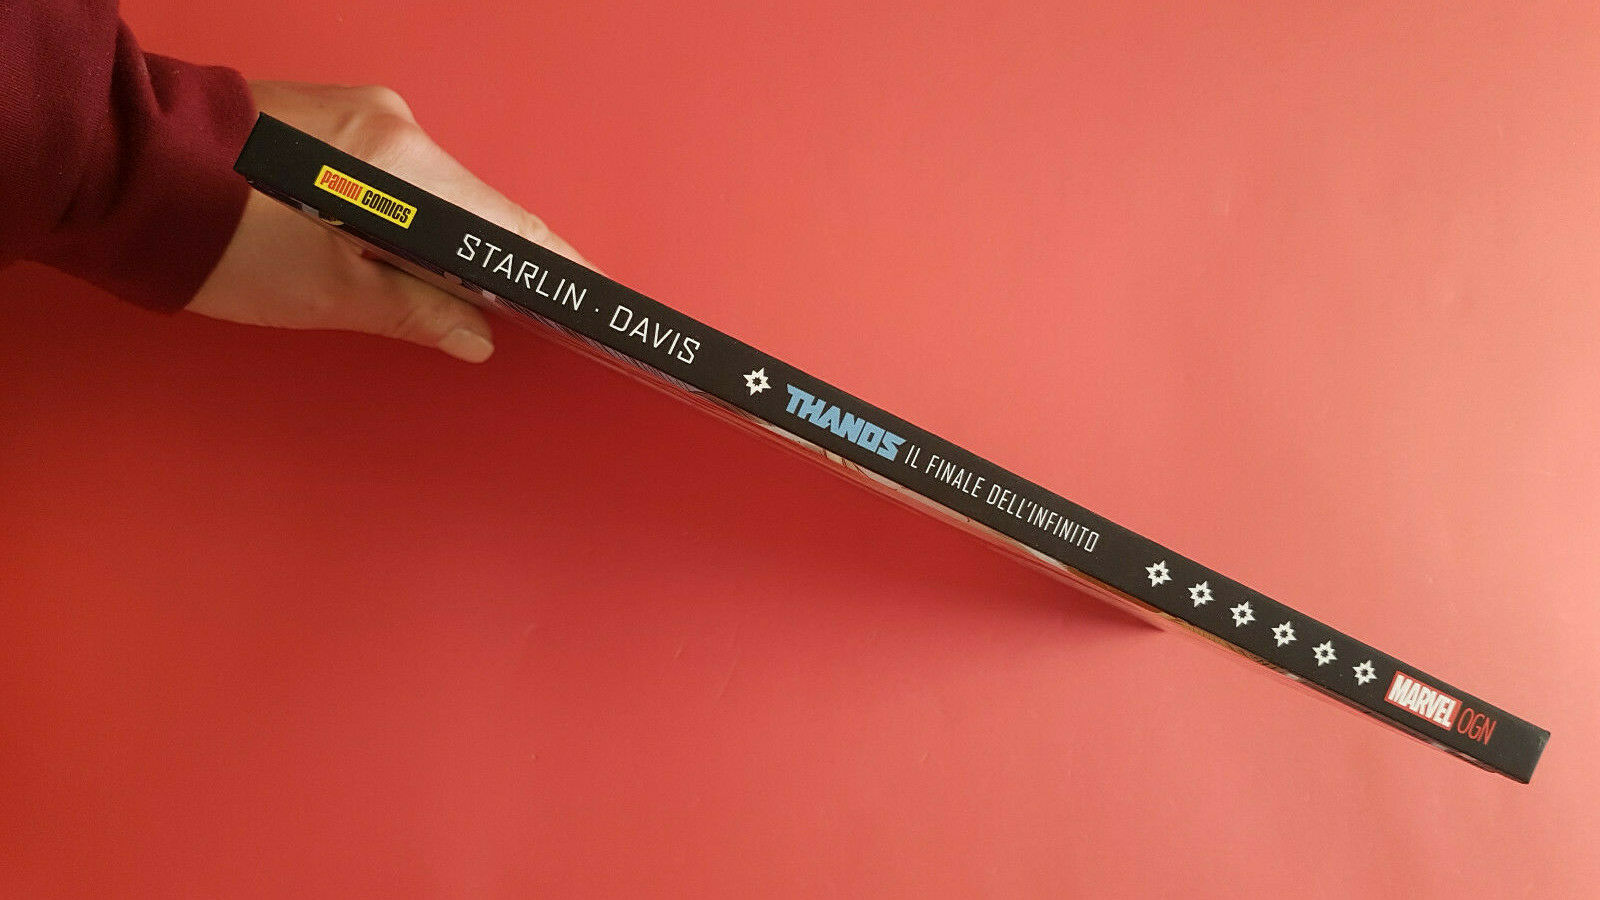 PANINI COMICS
STARLIN · DAVIS
THANOS IL FINALE DELL'INFINITO
MARVEL OGN